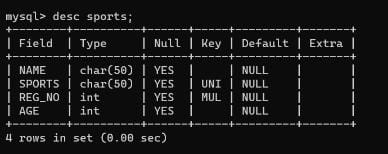 mysql> desc sports;
+--------+----------+------+-----+---------+-------+
| Field  | Type     | Null | Key | Default | Extra |
+--------+----------+------+-----+---------+-------+
| NAME   | char(50) | YES  |     | NULL    |       |
| SPORTS | char(50) | YES  | UNI | NULL    |       |
| REG_NO | int      | YES  | MUL | NULL    |       |
| AGE    | int      | YES  |     | NULL    |       |
+--------+----------+------+-----+---------+-------+
4 rows in set (0.00 sec)